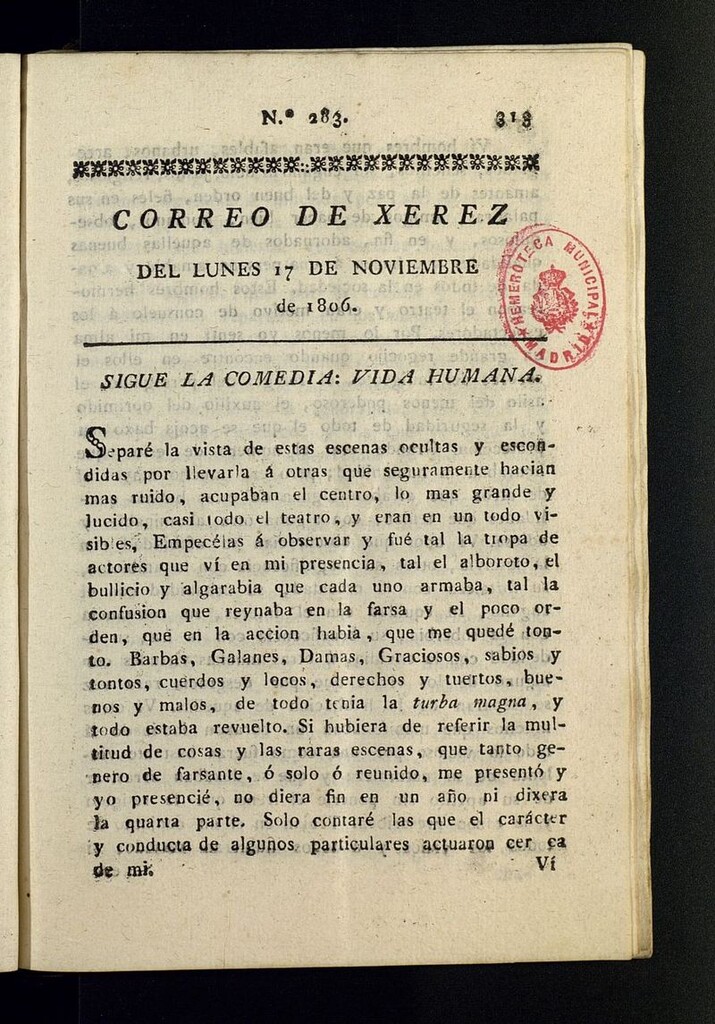 N.º 283.
313
CORREO DE XEREZ
DEL LUNES 17 DE NOVIEMBRE
de 1806.
HEMEROTECA MUNICIPAL
MADRID
SIGUE LA COMEDIA: VIDA HUMANA.
Separé la vista de estas escenas ocultas y escon-
didas por llevarla á otras que seguramente hacian
mas ruido, acupaban el centro, lo mas grande y
lucido, casi todo el teatro, y eran en un todo vi-
sibles, Empecélas á observar y fué tal la tropa de
actores que ví en mi presencia, tal el alboroto, el
bullicio y algarabia que cada uno armaba, tal la
confusion que reynaba en la farsa y el poco or-
den, que en la accion habia, que me quedé ton-
to. Barbas, Galanes, Damas, Graciosos, sabios y
tontos, cuerdos y locos, derechos y tuertos, bue-
nos y malos, de todo tenia la turba magna, y
todo estaba revuelto. Si hubiera de referir la mul-
titud de cosas y las raras escenas, que tanto ge-
nero de farsante, ó solo ó reunido, me presentó y
yo presencié, no diera fin en un año ni dixera
la quarta parte. Solo contaré las que el carácter
y conducta de algunos particulares actuaron cer ca
de mi.
Ví